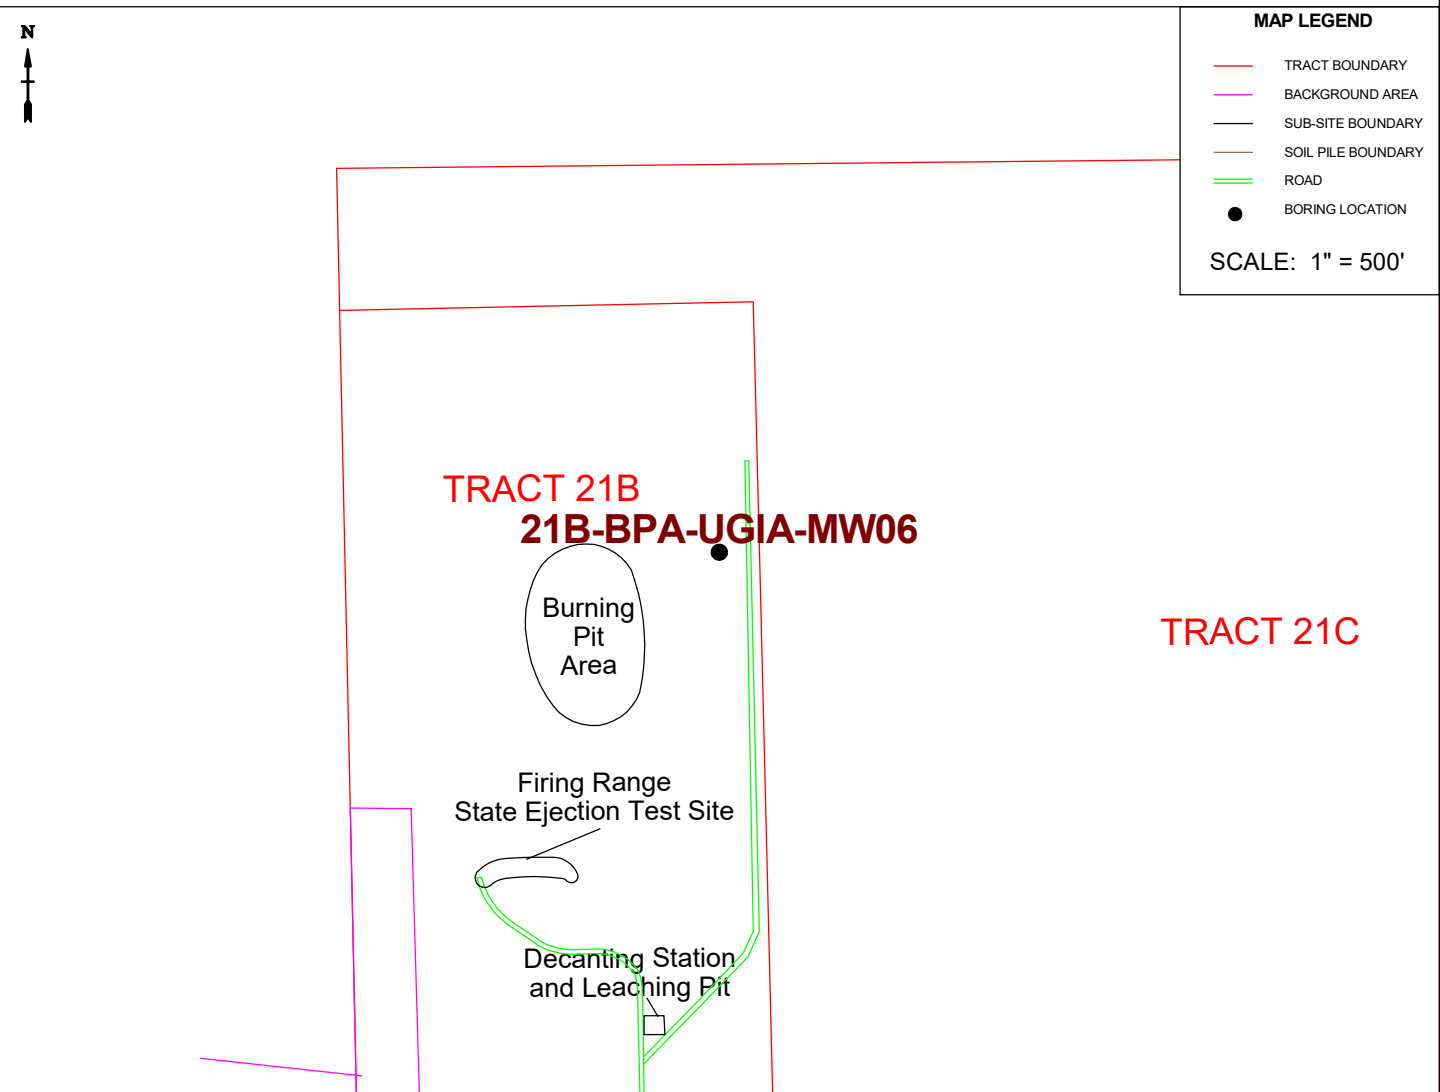 N
MAP LEGEND
TRACT BOUNDARY
BACKGROUND AREA
SUB-SITE BOUNDARY
SOIL PILE BOUNDARY
ROAD
BORING LOCATION
SCALE: 1" = 500'
TRACT 21B
21B-BPA-UGIA-MW06
Burning
Pit
Area
TRACT 21C
Firing Range
State Ejection Test Site
Decanting Station
and Leaching Pit